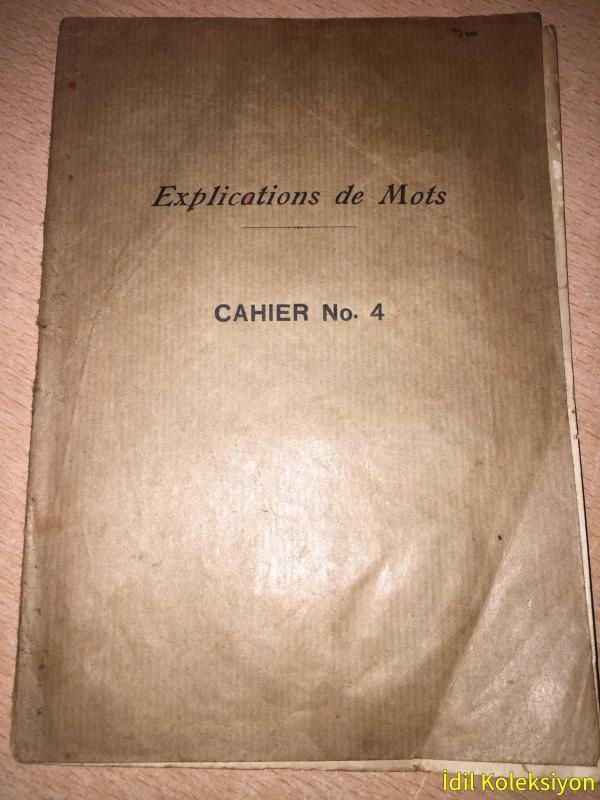 Explications de Mots
CAHIER No. 4
İdil Koleksiyon